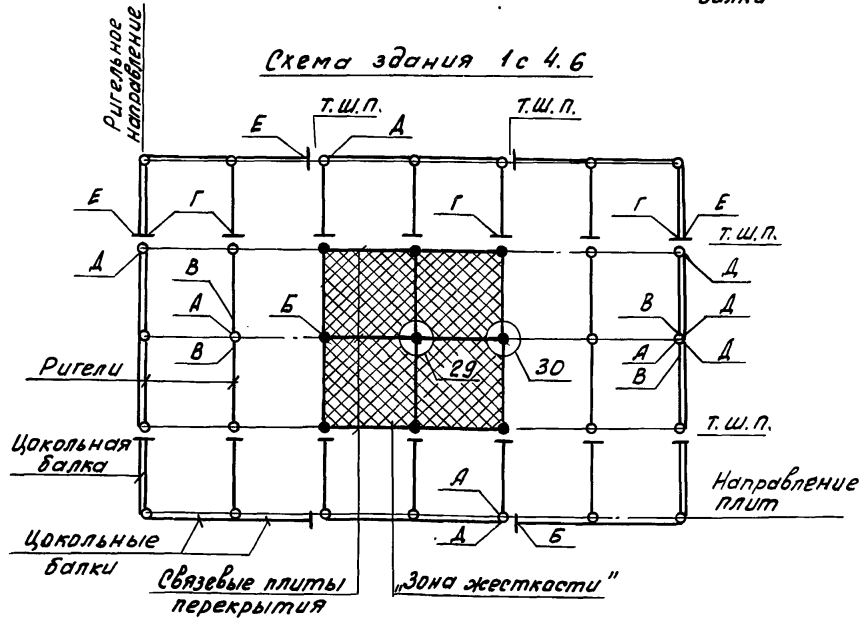 балка
Ригельное
направление
Схема здания 1с 4.6
Т.Ш.П.
Т.Ш.П.
Е
Д
Е
Г
Г
Г
Е
Т.Ш.П.
Д
Д
В
А
В
Б
В
А
В
Д
Д
29
30
Ригели
Т.Ш.П.
Цокольная
балка
А
Д
Б
Направление
плит
Цокольные
балки
Связевые плиты
перекрытия
„Зона жесткости"